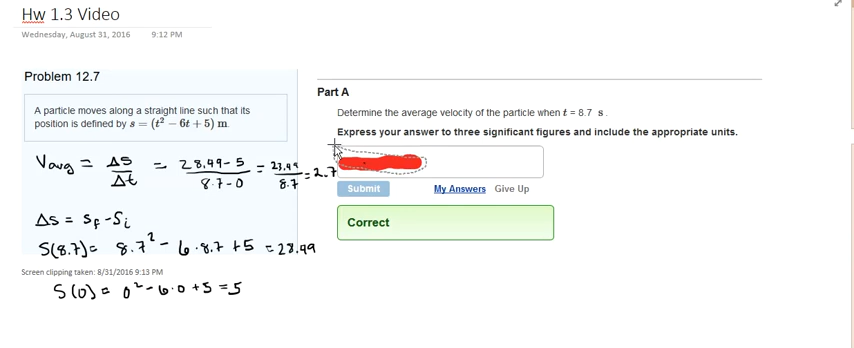 Hw 1.3 Video
Wednesday, August 31, 2016 9:12 PM
Problem 12.7
A particle moves along a straight line such that its
position is defined by s = (t² − 6t + 5) m.
Vavg = Δs/Δt = 28.49-5/8.7-0 = 23.49/8.7 = 2.7
Δs = Sf - Si
S(8.7) = 8.7² - 6·8.7 + 5 = 28.49
Screen clipping taken: 8/31/2016 9:13 PM
S(0) = 0² - 6·0 + 5 = 5
Part A
Determine the average velocity of the particle when t = 8.7 s.
Express your answer to three significant figures and include the appropriate units.
Submit My Answers Give Up
Correct